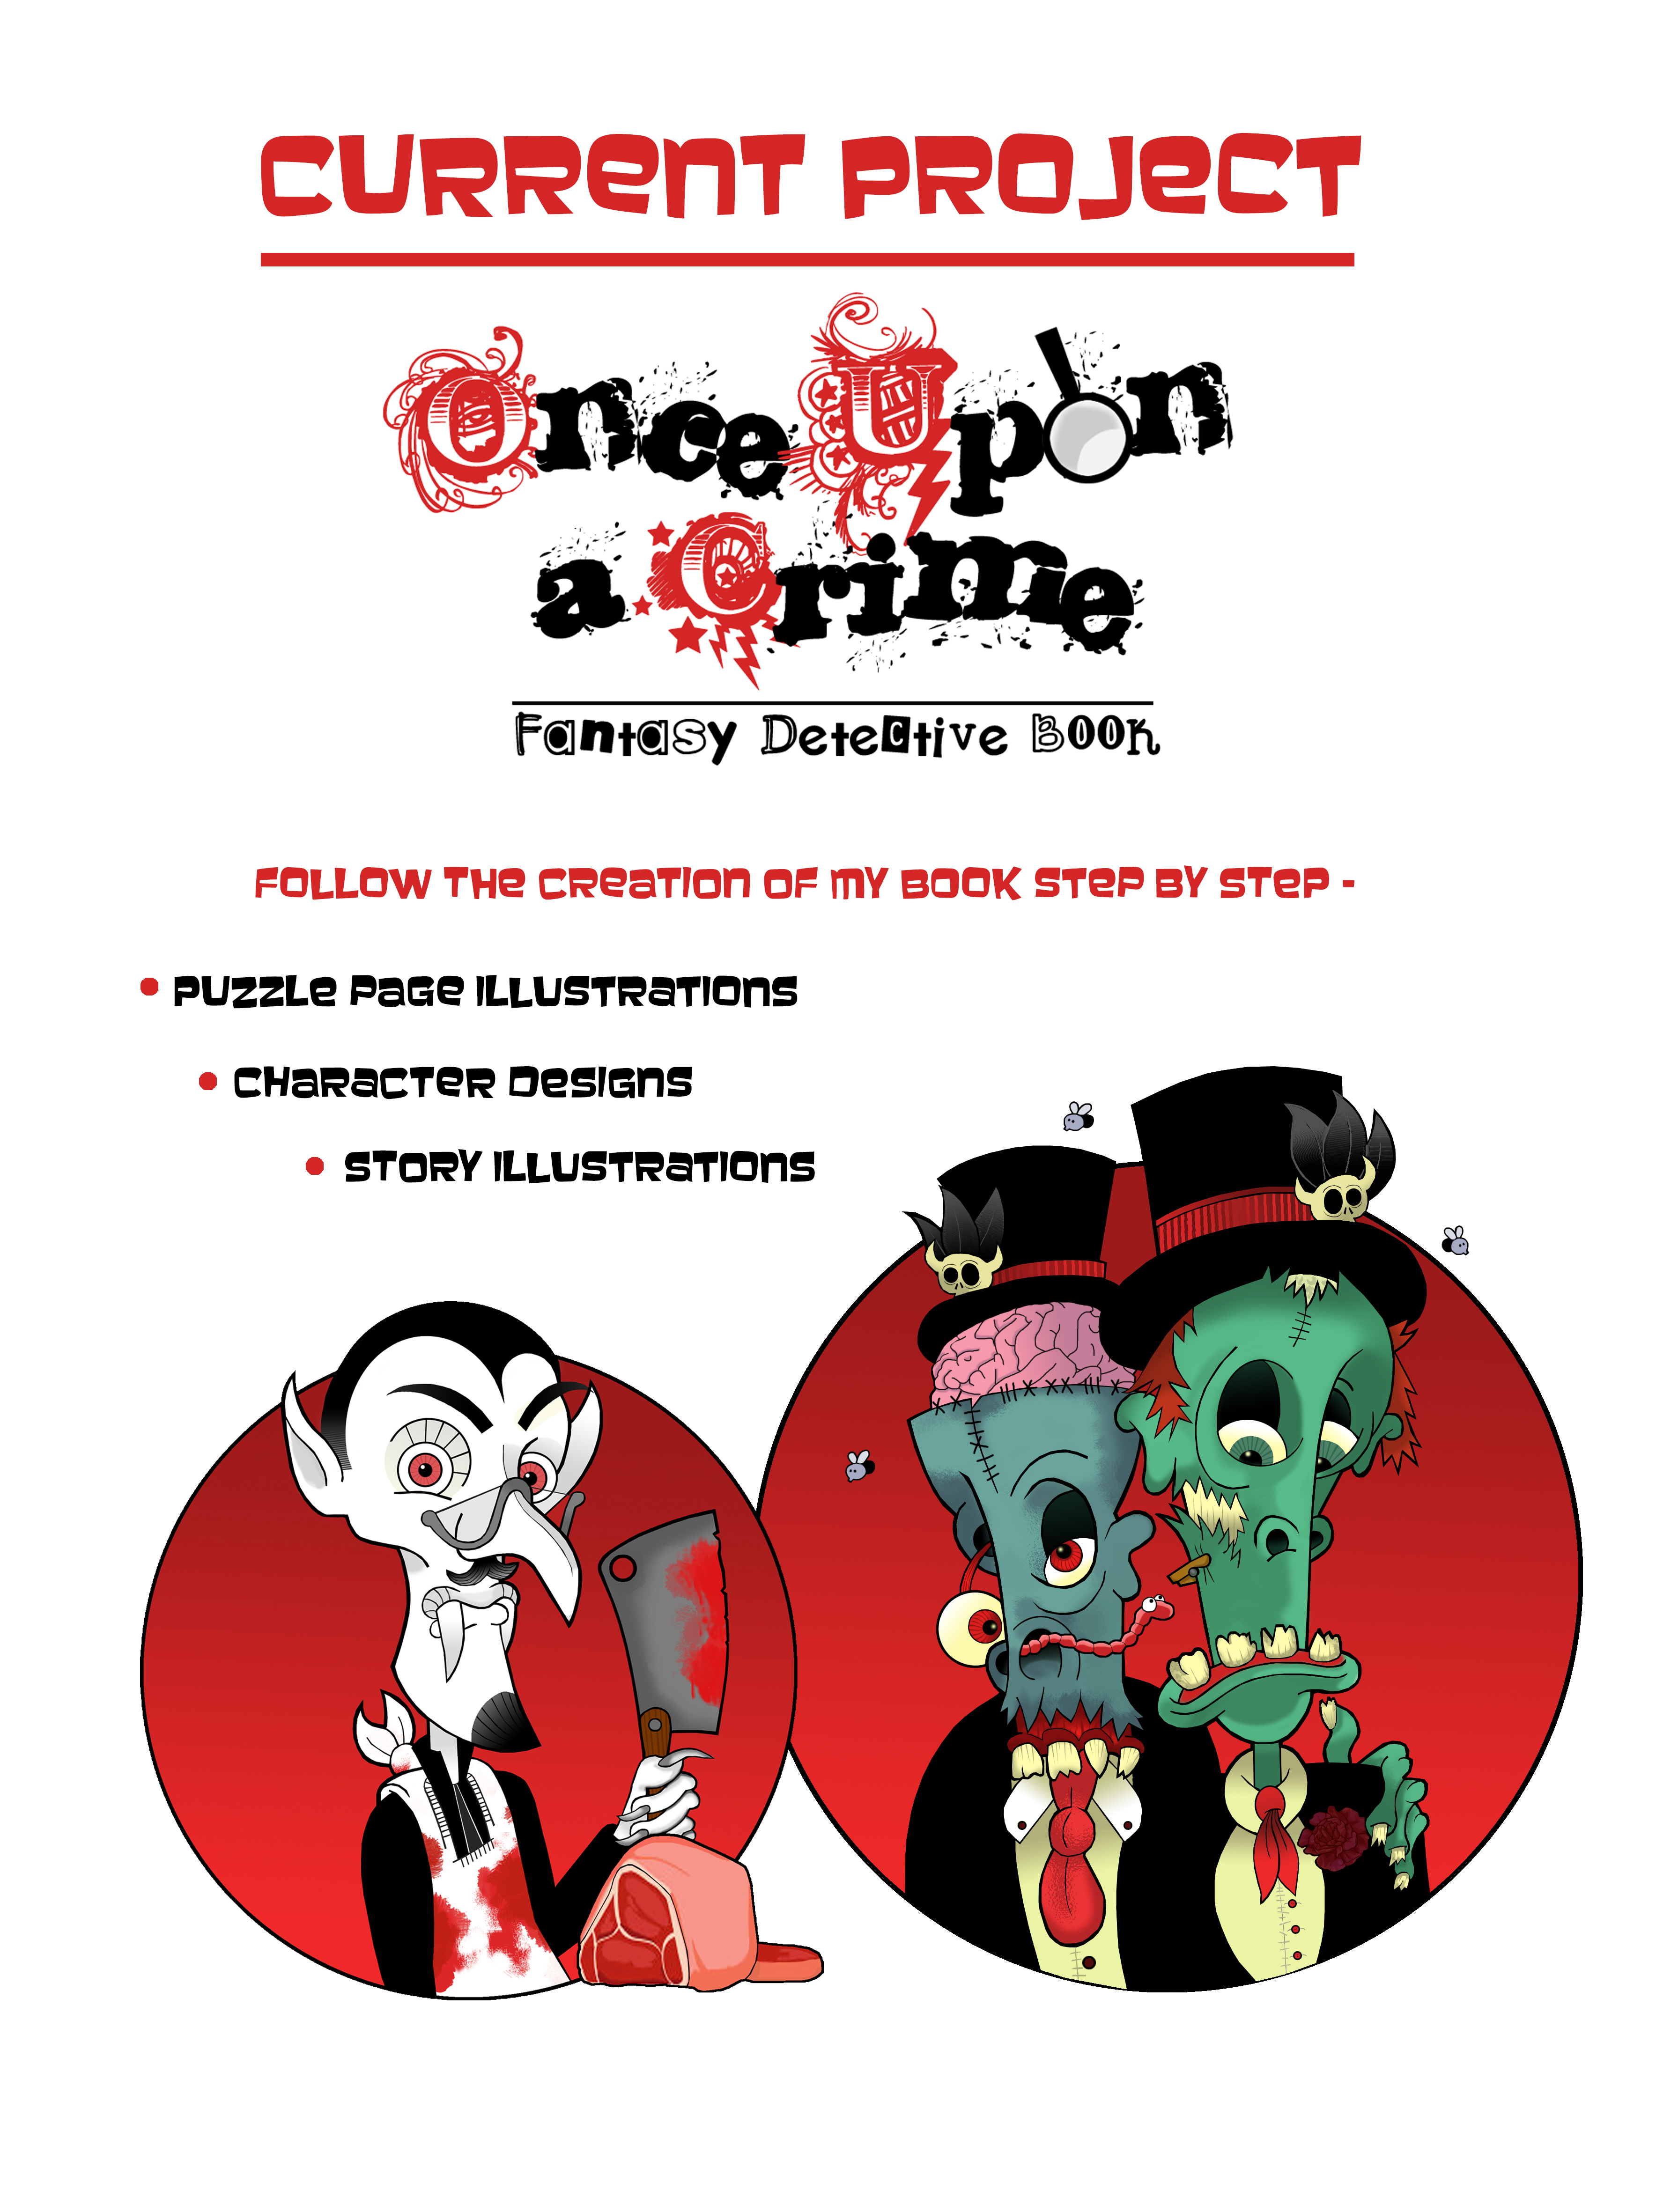 CURRENT PROJECT
Once Upon
a Crime
Fantasy Detective Book
FOLLOW THE CREATION OF MY BOOK STEP BY STEP -
• PUZZLE PAGE ILLUSTRATIONS
• CHARACTER DESIGNS
• STORY ILLUSTRATIONS